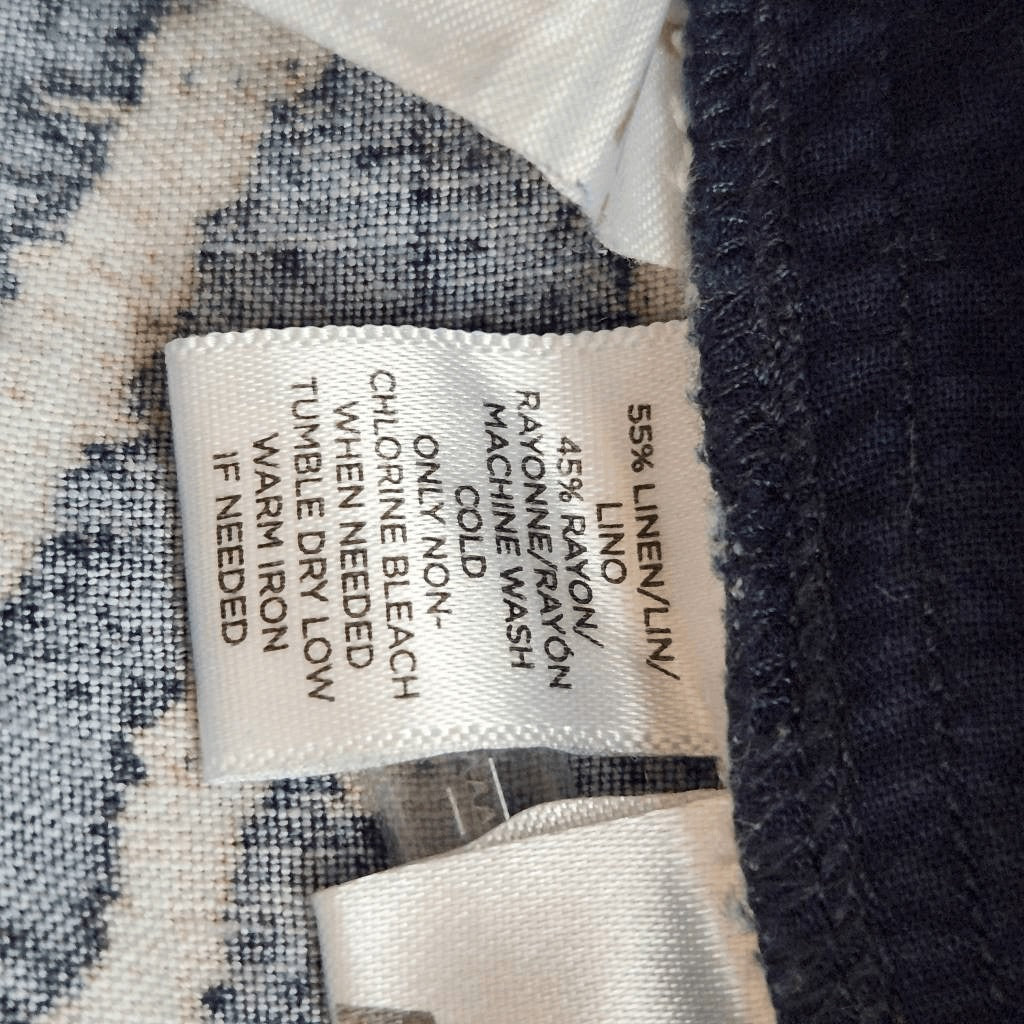 55% LINEN/LIN/
LINO
45% RAYON/
RAYONNE/RAYÓN
MACHINE WASH
COLD
ONLY NON-
CHLORINE BLEACH
WHEN NEEDED
TUMBLE DRY LOW
WARM IRON
IF NEEDED